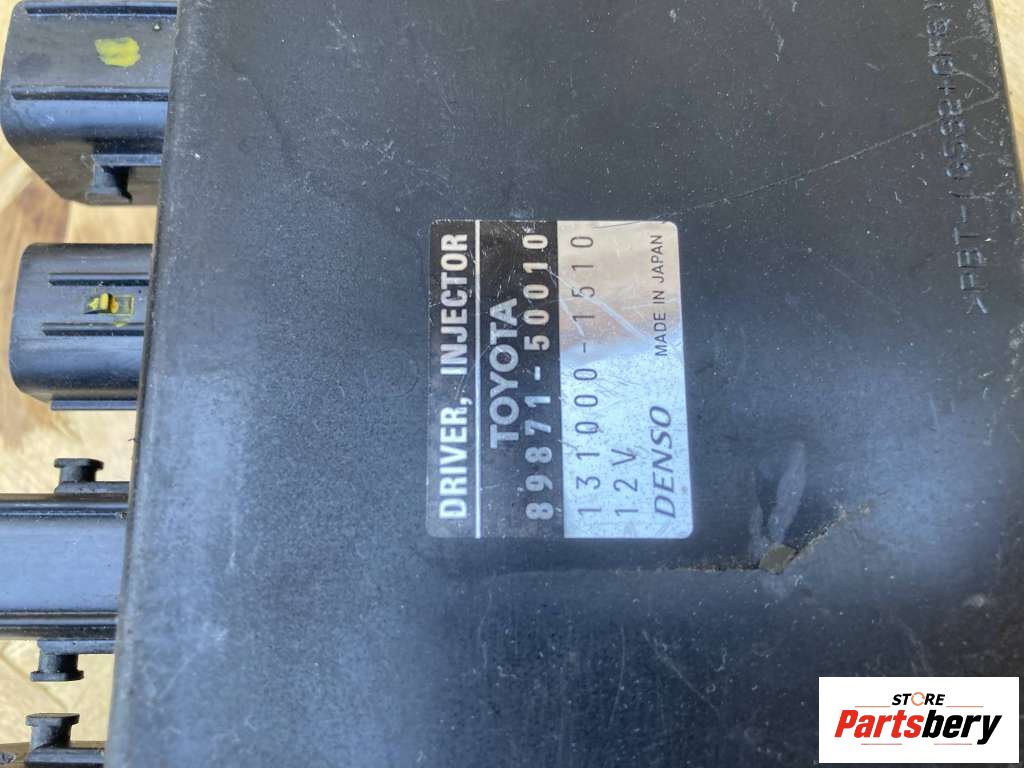 DRIVER, INJECTOR
TOYOTA
89871-50010
131000-1510
12V
DENSO MADE IN JAPAN
STORE
Partsbery